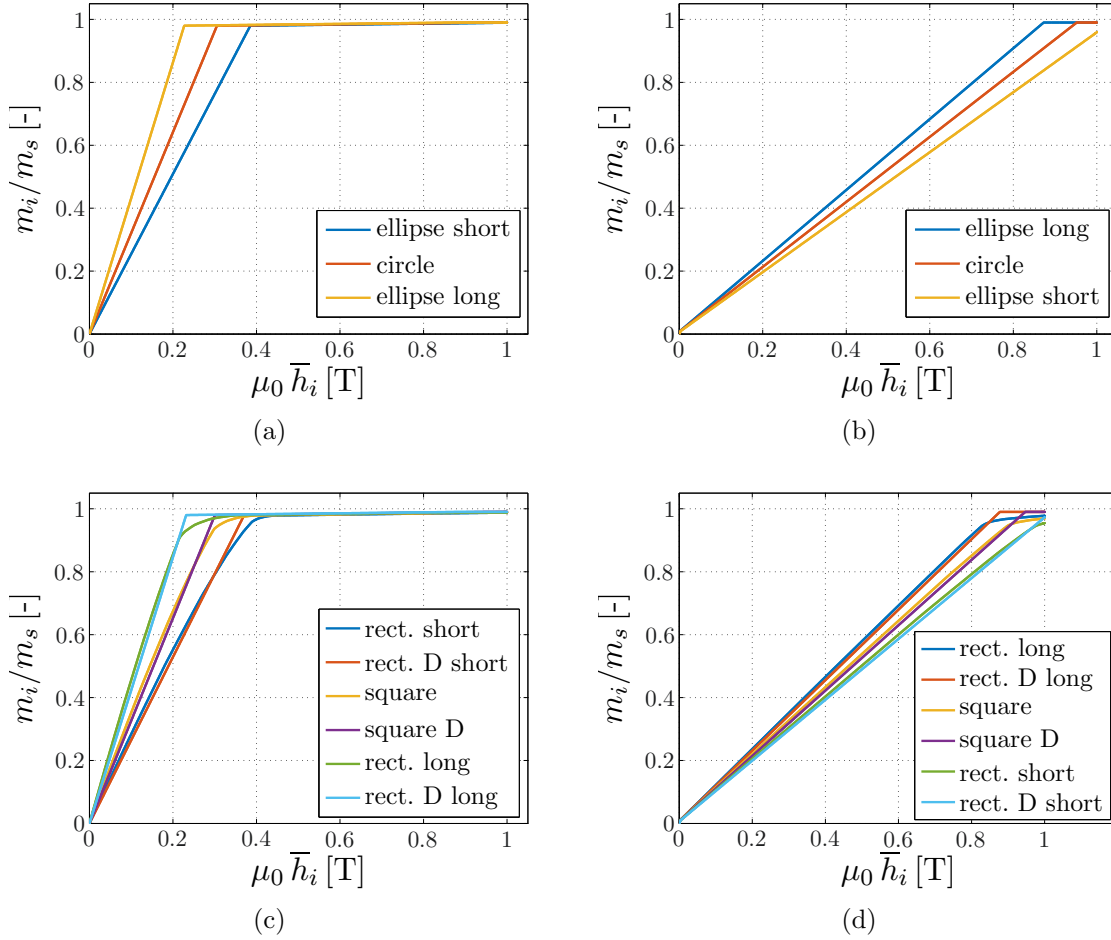 1
0.8
0.6
0.4
0.2
0
0 0.2 0.4 0.6 0.8 1
m_i/m_s [-]
μ_0 h̅_i [T]
ellipse short
circle
ellipse long
(a)
1
0.8
0.6
0.4
0.2
0
0 0.2 0.4 0.6 0.8 1
m_i/m_s [-]
μ_0 h̅_i [T]
ellipse long
circle
ellipse short
(b)
1
0.8
0.6
0.4
0.2
0
0 0.2 0.4 0.6 0.8 1
m_i/m_s [-]
μ_0 h̅_i [T]
rect. short
rect. D short
square
square D
rect. long
rect. D long
(c)
1
0.8
0.6
0.4
0.2
0
0 0.2 0.4 0.6 0.8 1
m_i/m_s [-]
μ_0 h̅_i [T]
rect. long
rect. D long
square
square D
rect. short
rect. D short
(d)